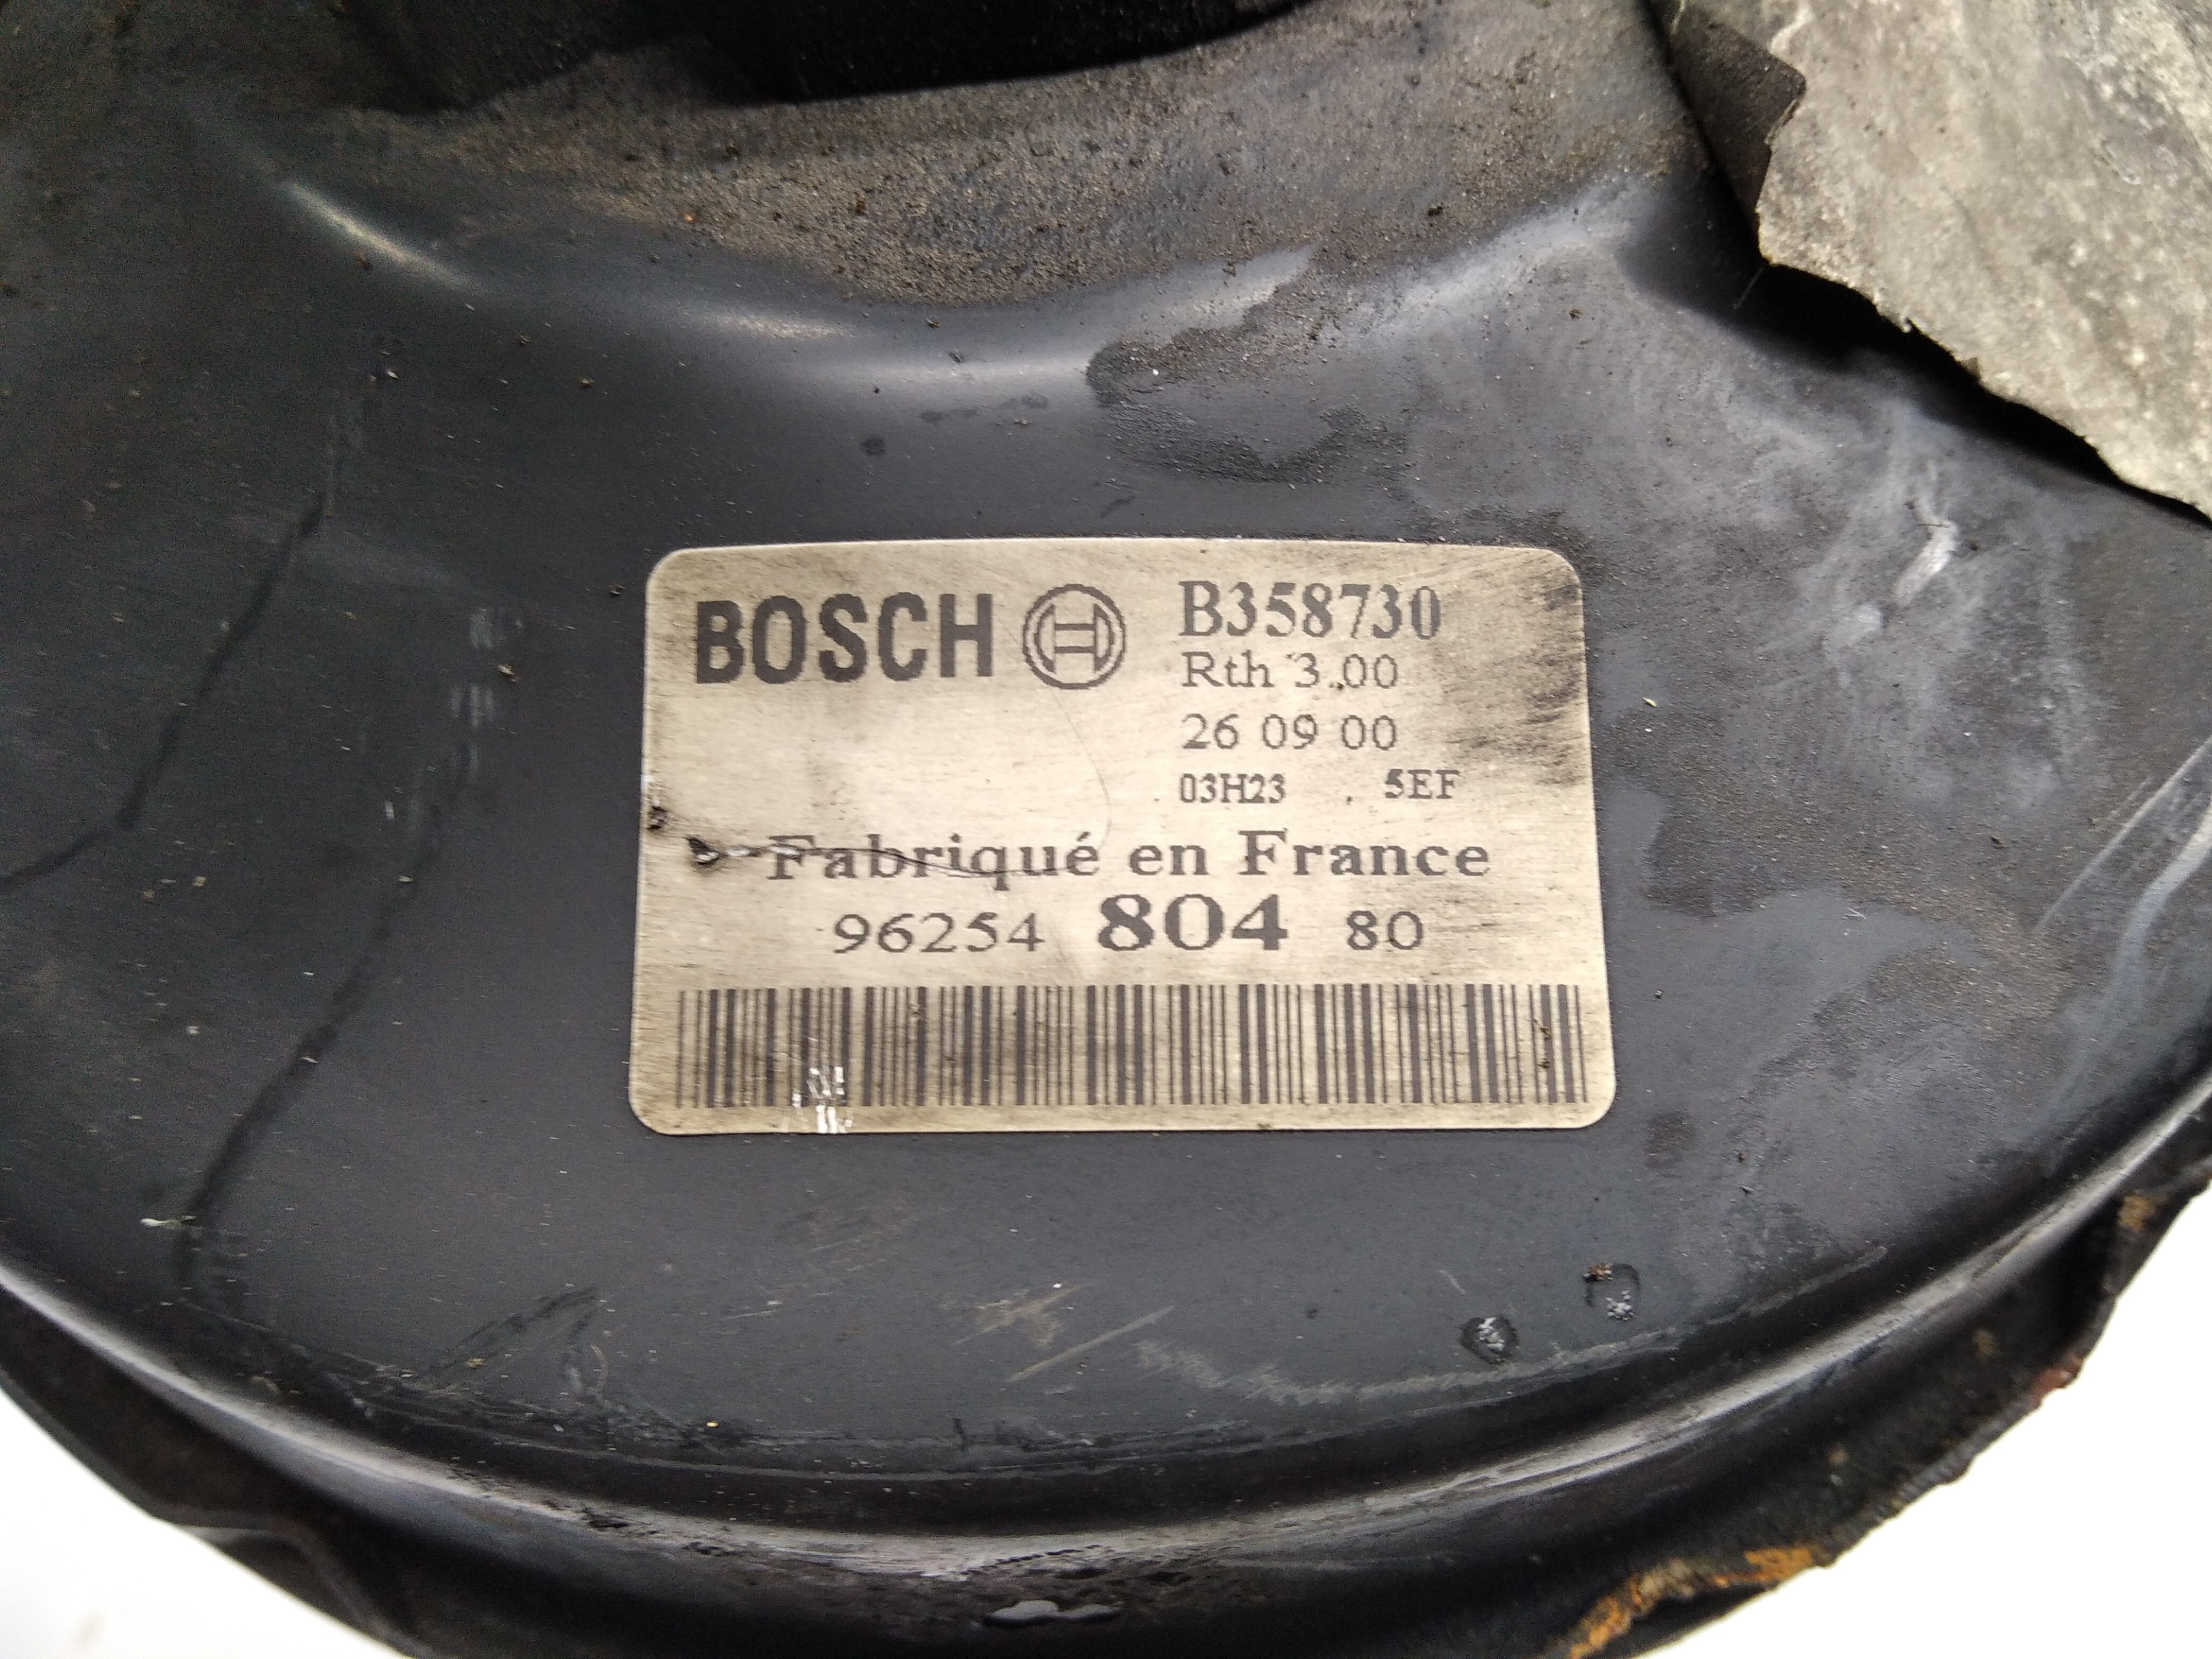 BOSCH B358730
Rth 3.00
26 09 00
03H23 . 5EF
Fabriqué en France
96254 804 80